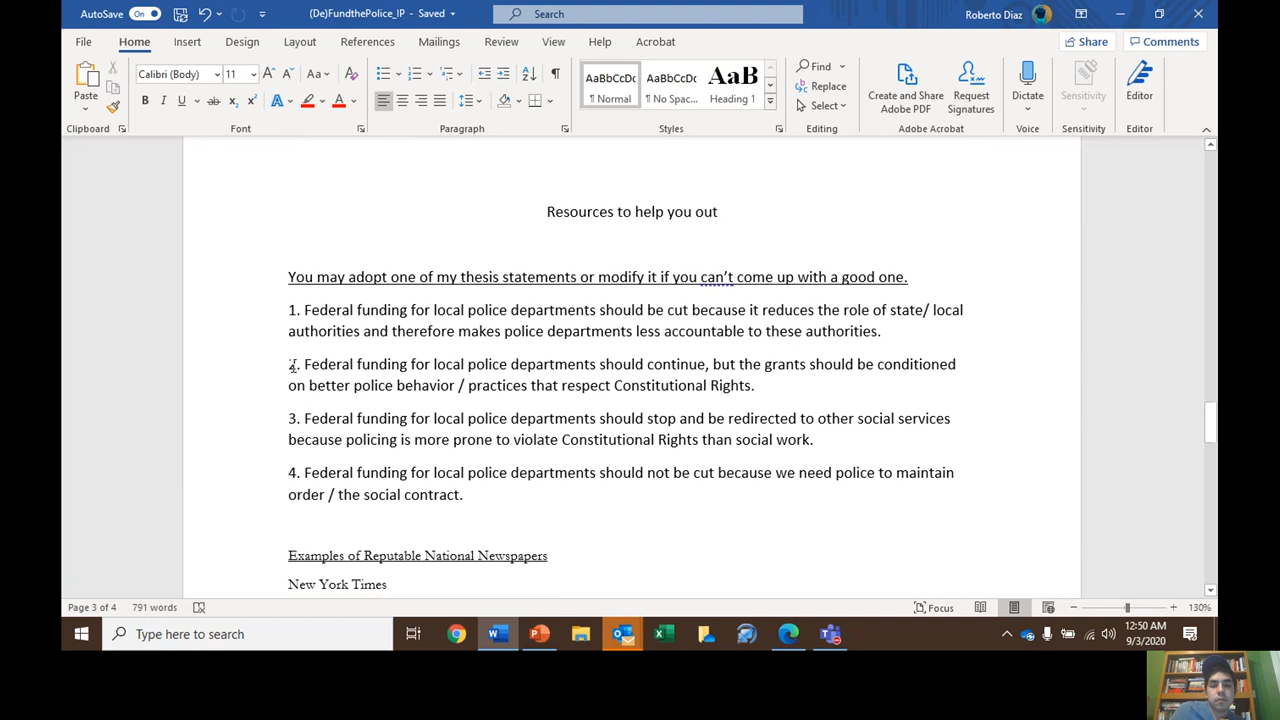 AutoSave On (De)FundthePolice_IP - Saved Search Roberto Diaz
File Home Insert Design Layout References Mailings Review View Help Acrobat Share Comments
Calibri (Body) 11 Aa AaBbCcDc AaBbCcDc AaB Find
Paste B I U ab x2 x2 A A ¶ Normal ¶ No Spac... Heading 1 Replace
Select Create and Share Adobe PDF Request Signatures Dictate Sensitivity Editor
Clipboard Font Paragraph Styles Editing Adobe Acrobat Voice Sensitivity Editor
Resources to help you out
You may adopt one of my thesis statements or modify it if you can't come up with a good one.
1. Federal funding for local police departments should be cut because it reduces the role of state/ local
authorities and therefore makes police departments less accountable to these authorities.
2. Federal funding for local police departments should continue, but the grants should be conditioned
on better police behavior / practices that respect Constitutional Rights.
3. Federal funding for local police departments should stop and be redirected to other social services
because policing is more prone to violate Constitutional Rights than social work.
4. Federal funding for local police departments should not be cut because we need police to maintain
order / the social contract.
Examples of Reputable National Newspapers
New York Times
Page 3 of 4 791 words Focus 130%
Type here to search 12:50 AM
9/3/2020